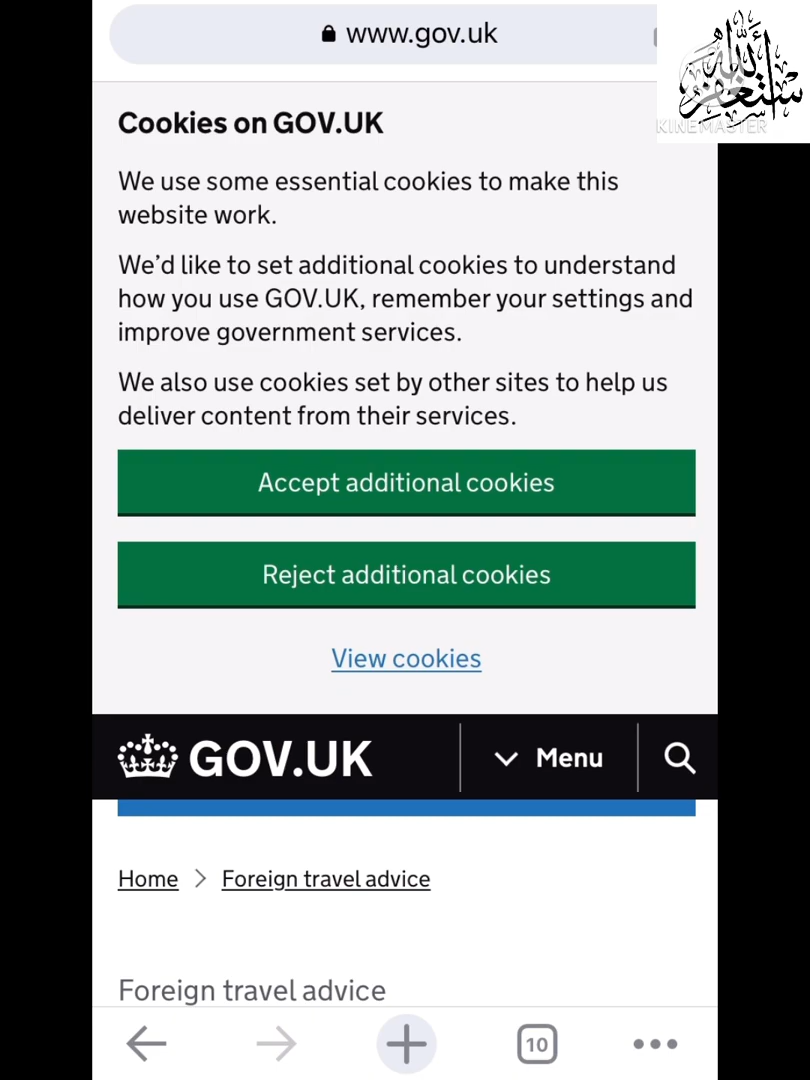 www.gov.uk
أستغفر الله
KINEMASTER
Cookies on GOV.UK
We use some essential cookies to make this
website work.
We’d like to set additional cookies to understand
how you use GOV.UK, remember your settings and
improve government services.
We also use cookies set by other sites to help us
deliver content from their services.
Accept additional cookies
Reject additional cookies
View cookies
GOV.UK Menu
Home > Foreign travel advice
Foreign travel advice
10